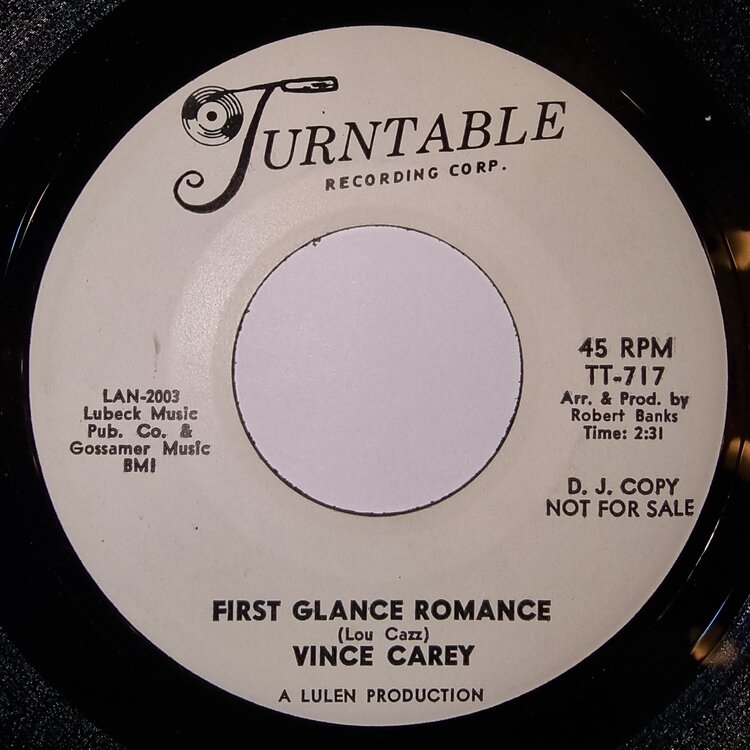 TURNTABLE
RECORDING CORP.
LAN-2003
Lubeck Music
Pub. Co. &
Gossamer Music
BMI
45 RPM
TT-717
Arr. & Prod. by
Robert Banks
Time: 2:31
D. J. COPY
NOT FOR SALE
FIRST GLANCE ROMANCE
(Lou Cazz)
VINCE CAREY
A LULEN PRODUCTION